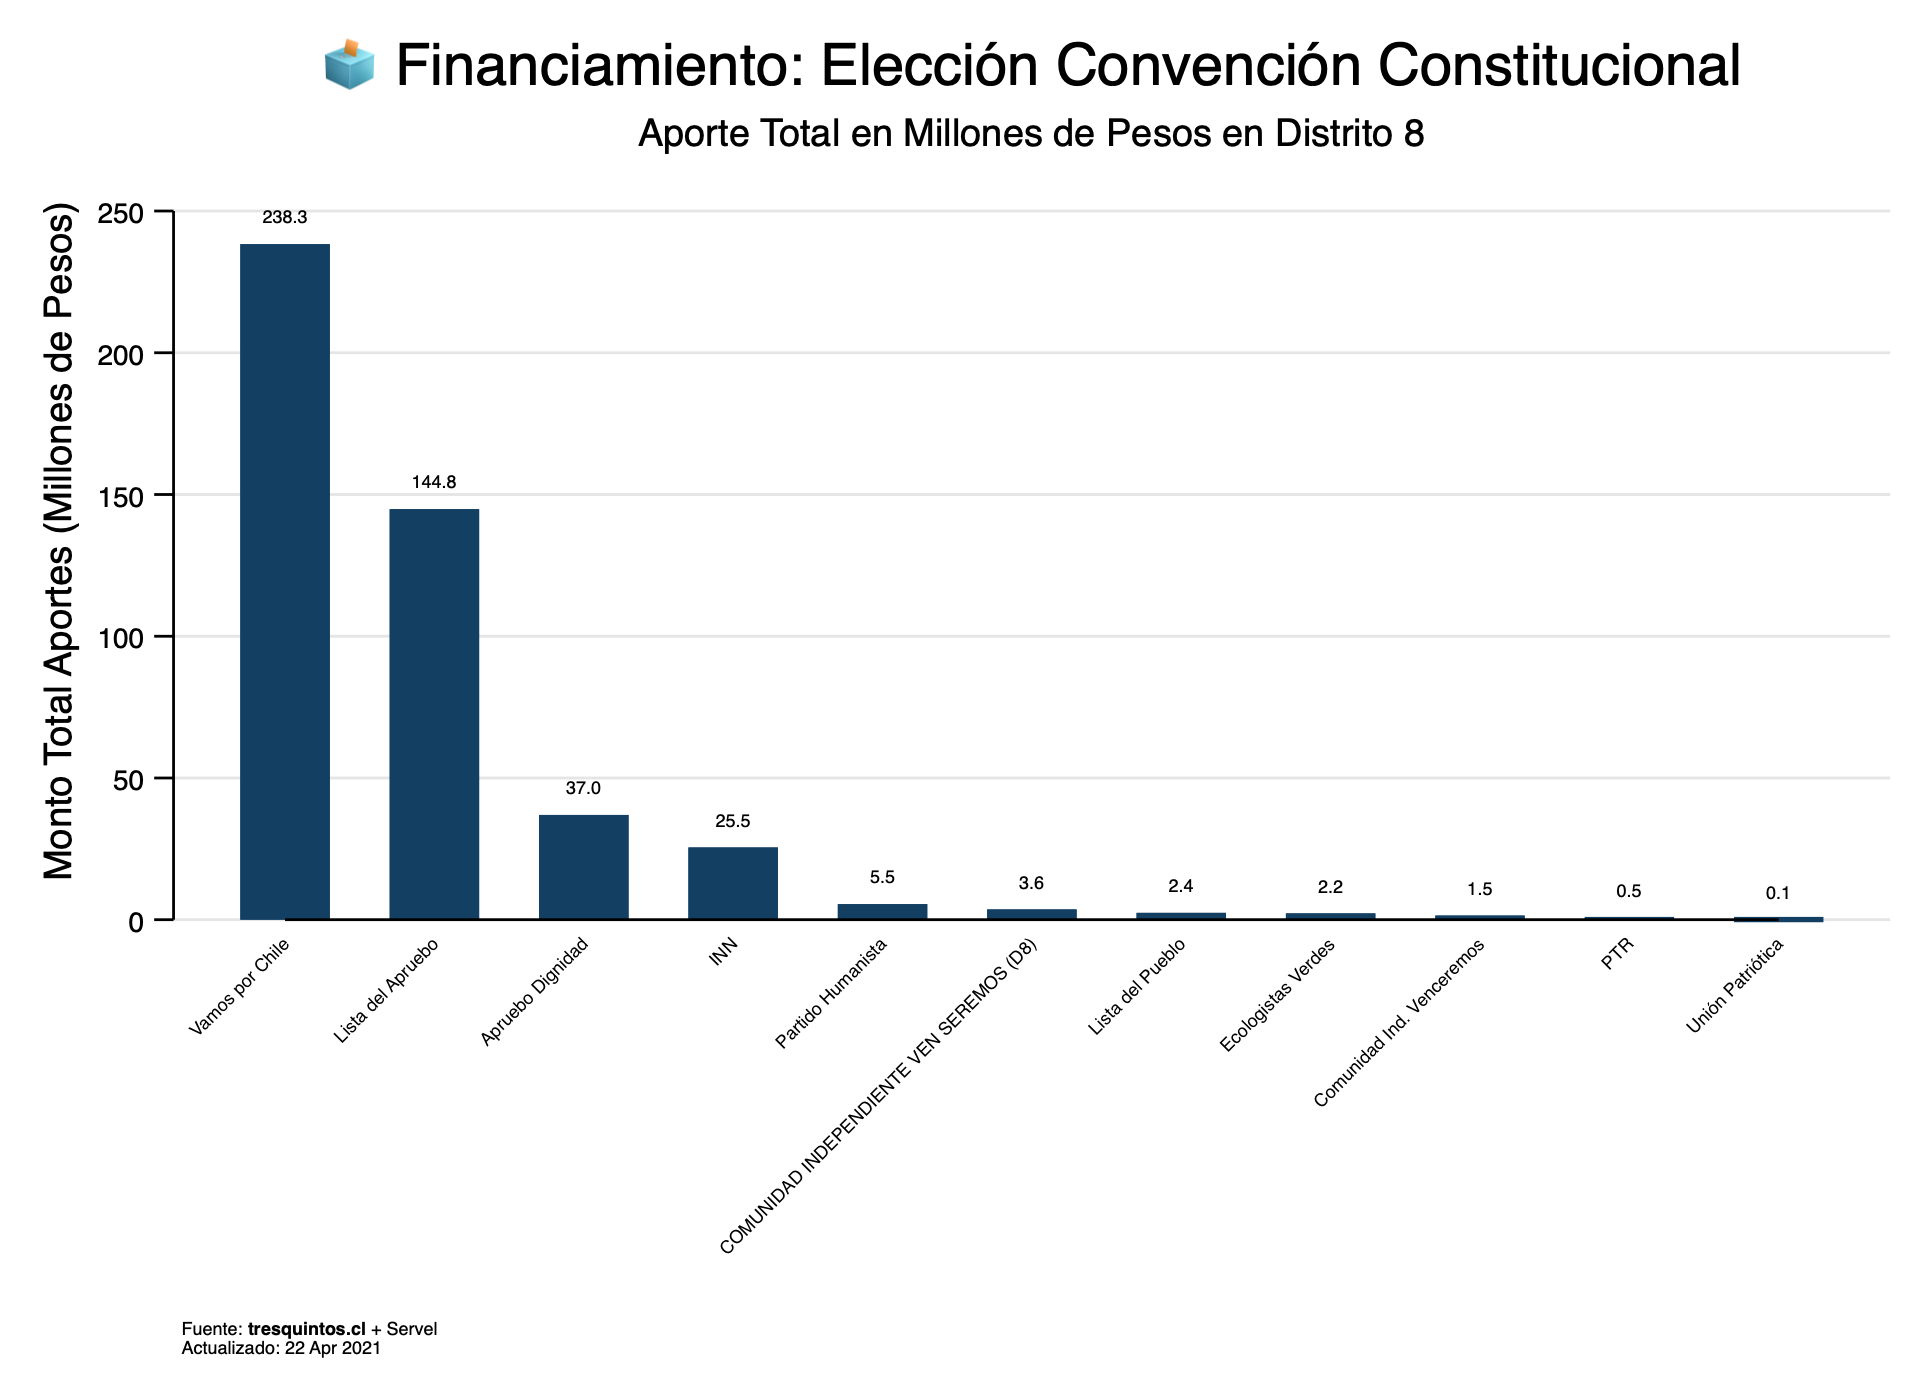 Financiamiento: Elección Convención Constitucional
Aporte Total en Millones de Pesos en Distrito 8
Monto Total Aportes (Millones de Pesos)
250
200
150
100
50
0
238.3
144.8
37.0
25.5
5.5
3.6
2.4
2.2
1.5
0.5
0.1
Vamos por Chile
Lista del Apruebo
Apruebo Dignidad
INN
Partido Humanista
COMUNIDAD INDEPENDIENTE VEN SEREMOS (D8)
Lista del Pueblo
Ecologistas Verdes
Comunidad Ind. Venceremos
PTR
Unión Patriótica
Fuente: tresquintos.cl + Servel
Actualizado: 22 Apr 2021